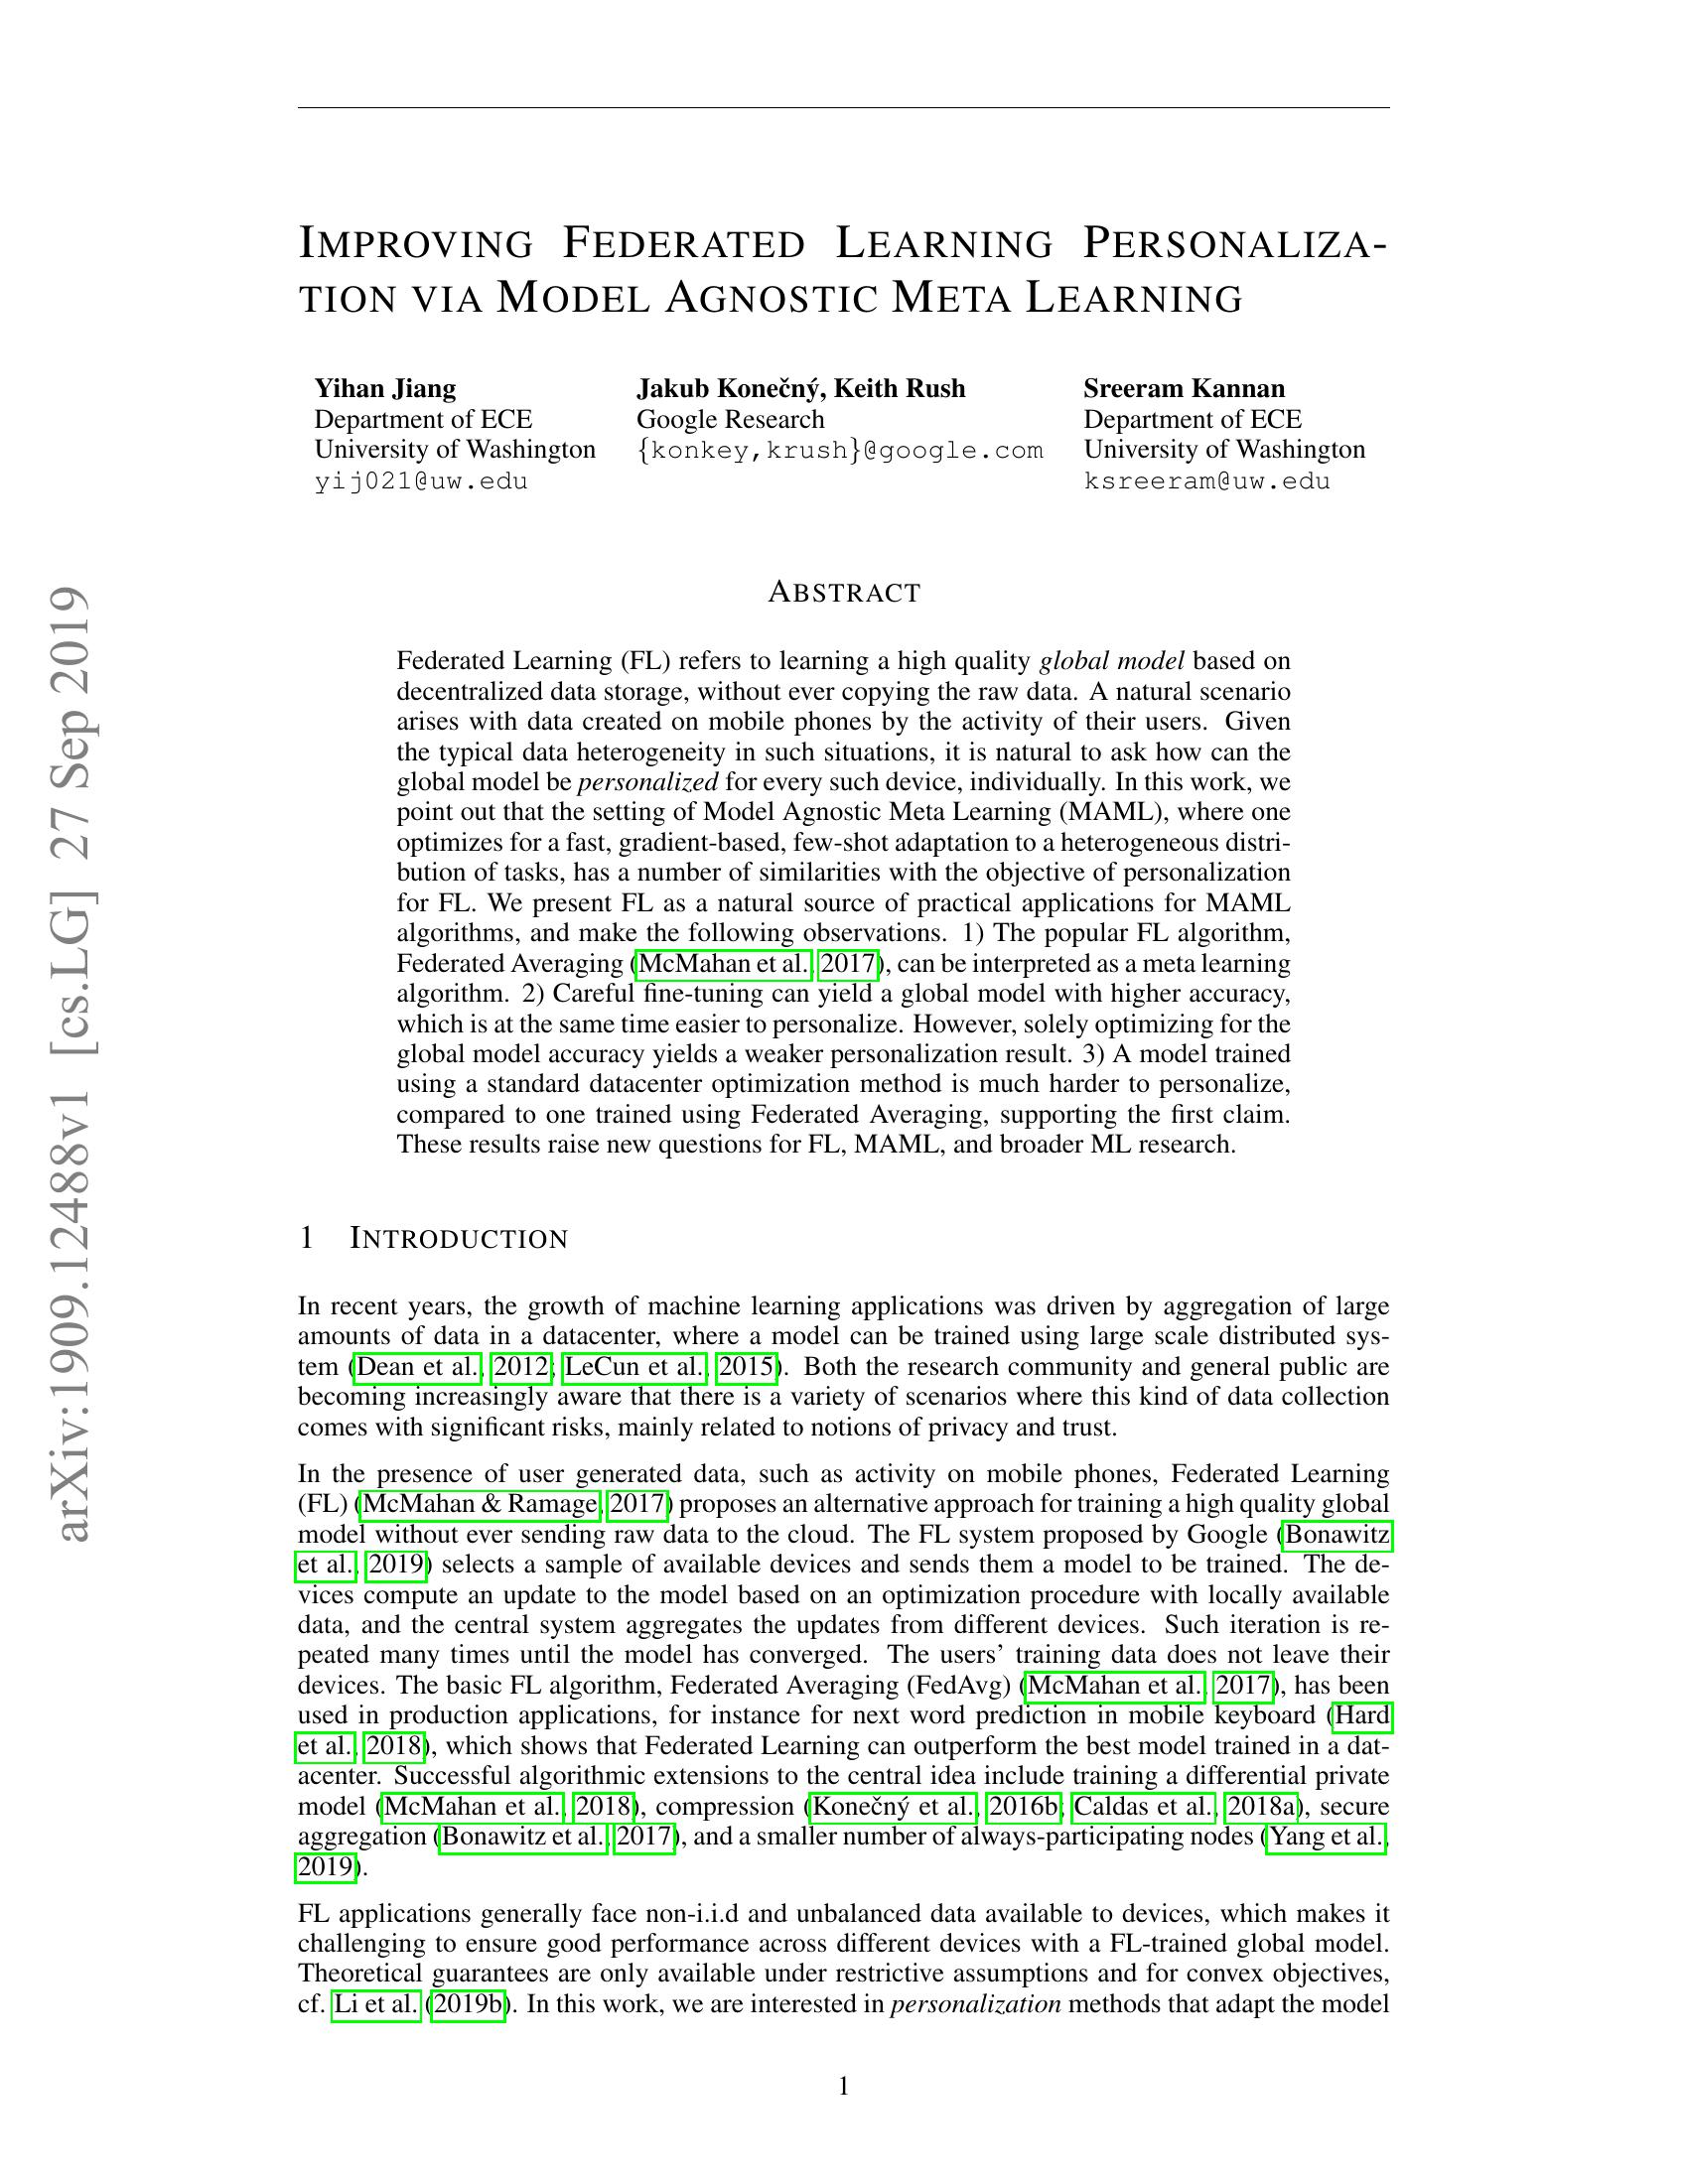 arXiv:1909.12488v1 [cs.LG] 27 Sep 2019
IMPROVING FEDERATED LEARNING PERSONALIZA-
TION VIA MODEL AGNOSTIC META LEARNING
Yihan Jiang
Department of ECE
University of Washington
yij021@uw.edu
Jakub Konečný, Keith Rush
Google Research
{konkey,krush}@google.com
Sreeram Kannan
Department of ECE
University of Washington
ksreeram@uw.edu
ABSTRACT
Federated Learning (FL) refers to learning a high quality global model based on
decentralized data storage, without ever copying the raw data. A natural scenario
arises with data created on mobile phones by the activity of their users. Given
the typical data heterogeneity in such situations, it is natural to ask how can the
global model be personalized for every such device, individually. In this work, we
point out that the setting of Model Agnostic Meta Learning (MAML), where one
optimizes for a fast, gradient-based, few-shot adaptation to a heterogeneous distri-
bution of tasks, has a number of similarities with the objective of personalization
for FL. We present FL as a natural source of practical applications for MAML
algorithms, and make the following observations. 1) The popular FL algorithm,
Federated Averaging (McMahan et al., 2017), can be interpreted as a meta learning
algorithm. 2) Careful fine-tuning can yield a global model with higher accuracy,
which is at the same time easier to personalize. However, solely optimizing for the
global model accuracy yields a weaker personalization result. 3) A model trained
using a standard datacenter optimization method is much harder to personalize,
compared to one trained using Federated Averaging, supporting the first claim.
These results raise new questions for FL, MAML, and broader ML research.
1 INTRODUCTION
In recent years, the growth of machine learning applications was driven by aggregation of large
amounts of data in a datacenter, where a model can be trained using large scale distributed sys-
tem (Dean et al., 2012; LeCun et al., 2015). Both the research community and general public are
becoming increasingly aware that there is a variety of scenarios where this kind of data collection
comes with significant risks, mainly related to notions of privacy and trust.
In the presence of user generated data, such as activity on mobile phones, Federated Learning
(FL) (McMahan & Ramage, 2017) proposes an alternative approach for training a high quality global
model without ever sending raw data to the cloud. The FL system proposed by Google (Bonawitz
et al., 2019) selects a sample of available devices and sends them a model to be trained. The de-
vices compute an update to the model based on an optimization procedure with locally available
data, and the central system aggregates the updates from different devices. Such iteration is re-
peated many times until the model has converged. The users' training data does not leave their
devices. The basic FL algorithm, Federated Averaging (FedAvg) (McMahan et al., 2017), has been
used in production applications, for instance for next word prediction in mobile keyboard (Hard
et al., 2018), which shows that Federated Learning can outperform the best model trained in a dat-
acenter. Successful algorithmic extensions to the central idea include training a differential private
model (McMahan et al., 2018), compression (Konečný et al., 2016b; Caldas et al., 2018a), secure
aggregation (Bonawitz et al., 2017), and a smaller number of always-participating nodes (Yang et al.,
2019).
FL applications generally face non-i.i.d and unbalanced data available to devices, which makes it
challenging to ensure good performance across different devices with a FL-trained global model.
Theoretical guarantees are only available under restrictive assumptions and for convex objectives,
cf. Li et al. (2019b). In this work, we are interested in personalization methods that adapt the model
1